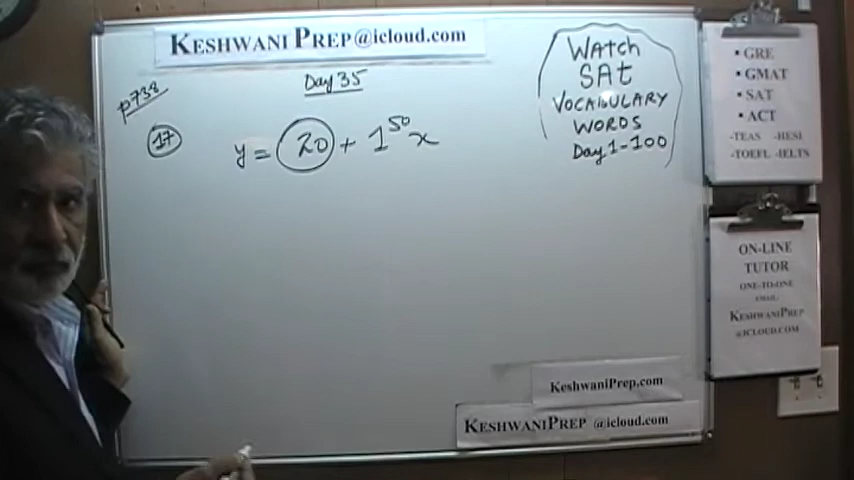 KESHWANI PREP@icloud.com
Day 35
p738
17
y = 20 + 1^50 x
WAtch
SAt
VOCABULARY
WORDS
Day 1-100
• GRE
• GMAT
• SAT
• ACT
-TEAS -HESI
-TOEFL -IELTS
ON-LINE
TUTOR
ONE-TO-ONE
EMAIL:
KESHWANIPREP
@ICLOUD.COM
KeshwaniPrep.com
KESHWANIPREP @icloud.com